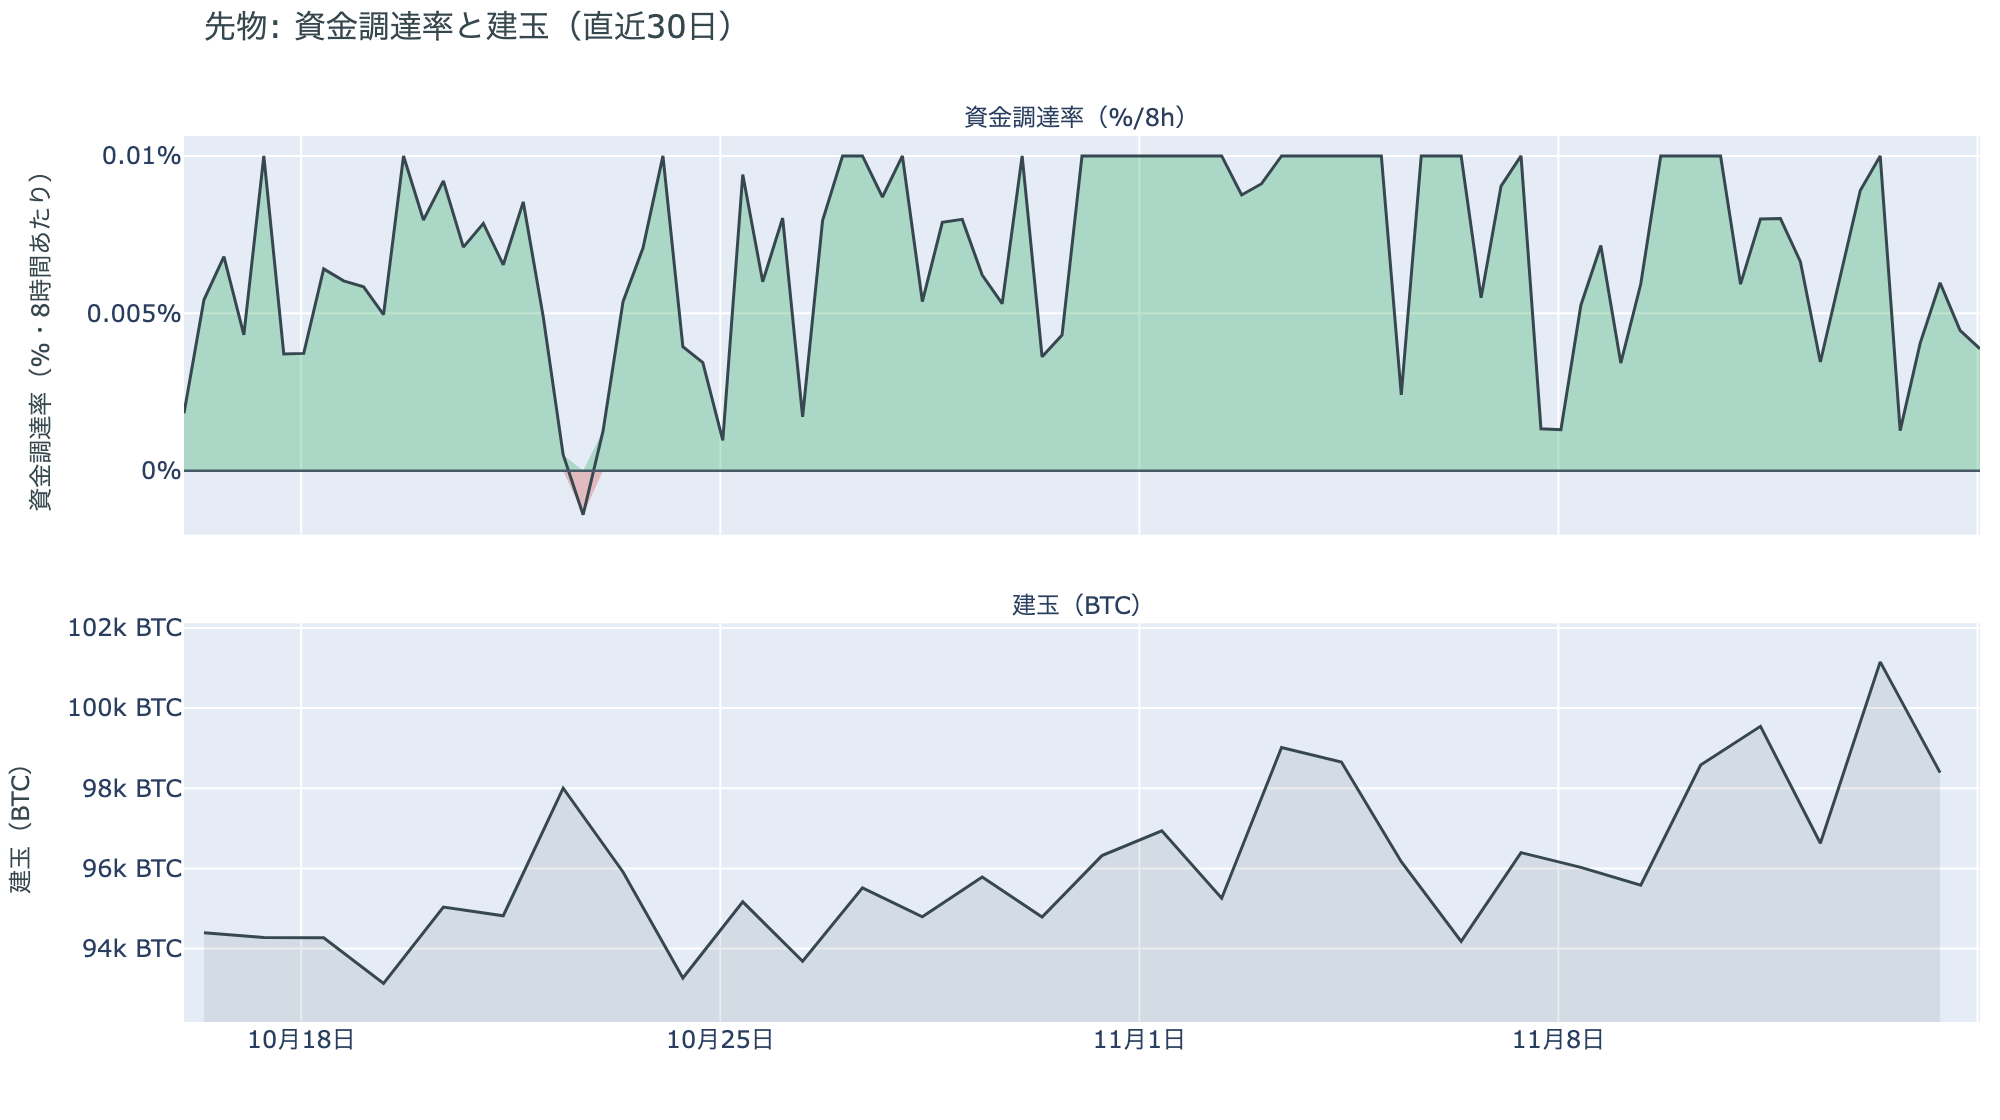 先物: 資金調達率と建玉（直近30日）
資金調達率（%/8h）
資金調達率（%・8時間あたり）
0.01%
0.005%
0%
建玉（BTC）
建玉（BTC）
102k BTC
100k BTC
98k BTC
96k BTC
94k BTC
10月18日
10月25日
11月1日
11月8日